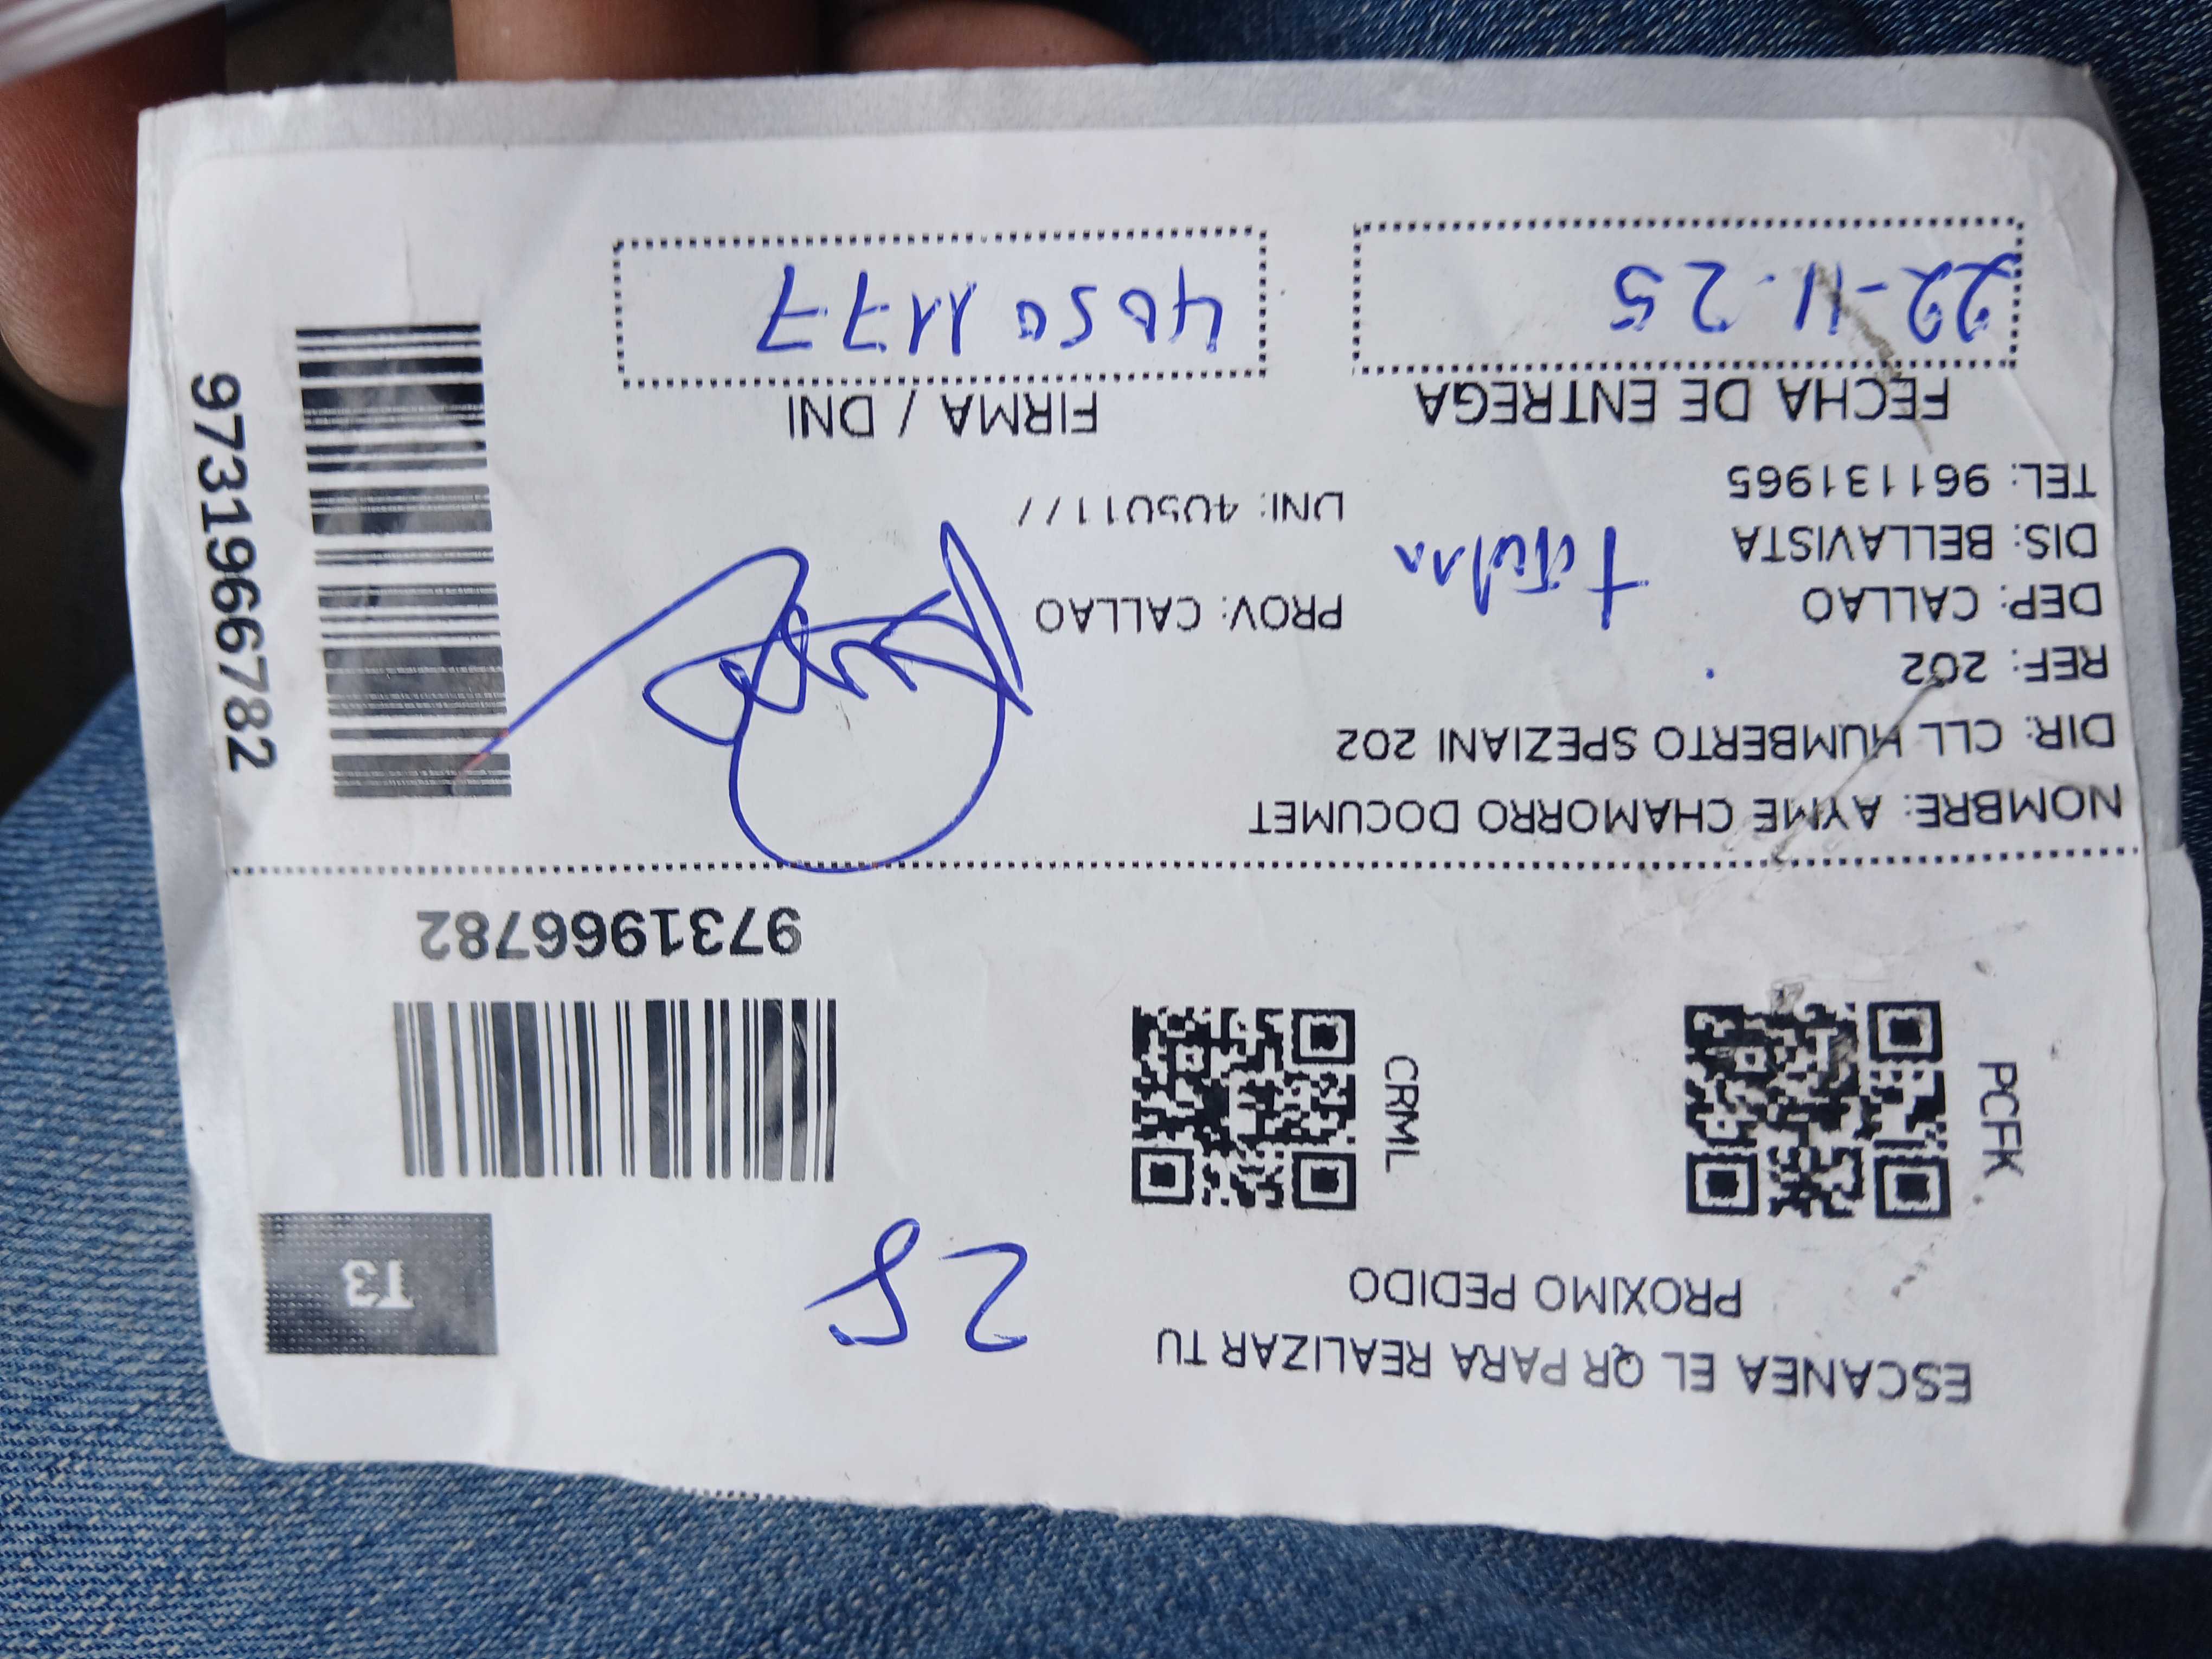 ESCANEA EL QR PARA REALIZAR TU
PROXIMO PEDIDO
25
T3
PCFK
CRML
9731966782
NOMBRE: AYME CHAMORRO DOCUMET
DIR: CLL HUMBERTO SPEZIANI 202
REF: 202
DEP: CALLAO PROV: CALLAO
DIS: BELLAVISTA
TEL: 961131965 DNI: 40501177
FECHA DE ENTREGA FIRMA / DNI
22-11-25 40501177
9731966782